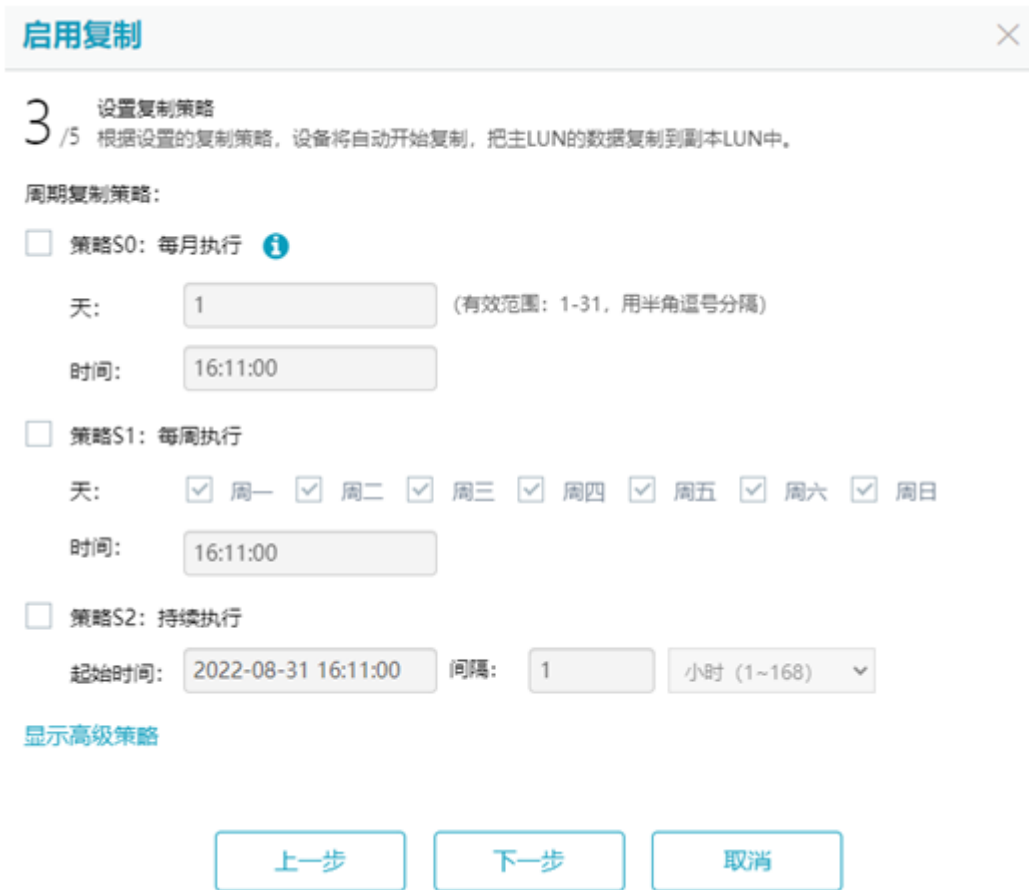 启用复制
3/5 设置复制策略
根据设置的复制策略，设备将自动开始复制，把主LUN的数据复制到副本LUN中。
周期复制策略：
策略S0：每月执行
天： 1 (有效范围：1-31，用半角逗号分隔)
时间： 16:11:00
策略S1：每周执行
天： 周一 周二 周三 周四 周五 周六 周日
时间： 16:11:00
策略S2：持续执行
起始时间： 2022-08-31 16:11:00 间隔： 1 小时 (1~168)
显示高级策略
上一步 下一步 取消